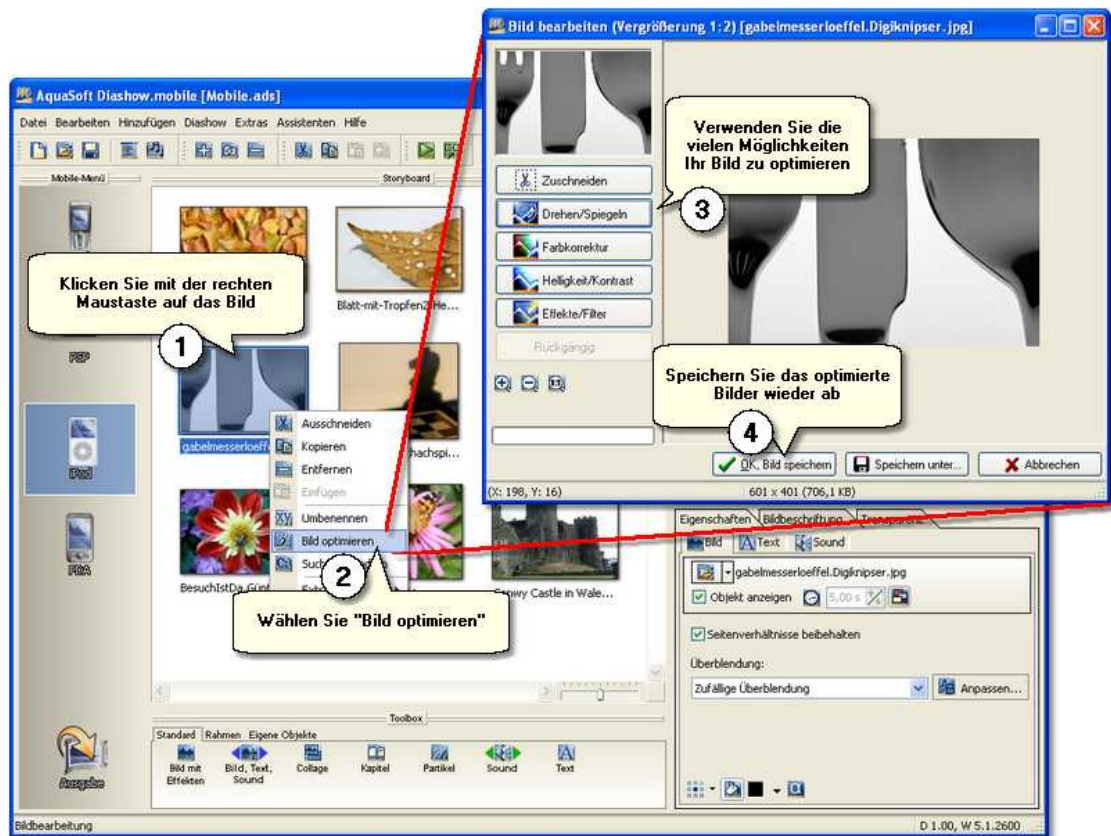 Bild bearbeiten (Vergrößerung 1:2) [gabelmesserloeffel.Digiknipser.jpg]
AquaSoft Diashow.mobile [Mobile.ads]
Datei Bearbeiten Hinzufügen Diashow Extras Assistenten Hilfe
Mobile-Menü
Storyboard
Verwenden Sie die
vielen Möglichkeiten
Ihr Bild zu optimieren
3
Zuschneiden
Drehen/Spiegeln
Farbkorrektur
Helligkeit/Kontrast
Effekte/Filter
Rückgängig
Klicken Sie mit der rechten
Maustaste auf das Bild
1
Blatt-mit-Tropfen2
PSP
Speichern Sie das optimierte
Bilder wieder ab
4
OK, Bild speichern
Speichern unter...
Abbrechen
(X: 198, Y: 16)
601 x 401 (706,1 KB)
iPod
PDA
Ausschneiden
Kopieren
Entfernen
Einfügen
Umbenennen
Bild optimieren
2
Wählen Sie "Bild optimieren"
BesuchIstDa
Castle in Wale...
Eigenschaften Bildbeschriftung Transparenz
Bild Text Sound
gabelmesserloeffel.Digiknipser.jpg
Objekt anzeigen 5,00 s
Seitenverhältnisse beibehalten
Überblendung:
Zufällige Überblendung
Anpassen...
Toolbox
Standard Rahmen Eigene Objekte
Bild mit
Effekten
Bild, Text,
Sound
Collage
Kapitel
Partikel
Sound
Text
Ausgabe
Bildbearbeitung
D 1.00, W 5.1.2600